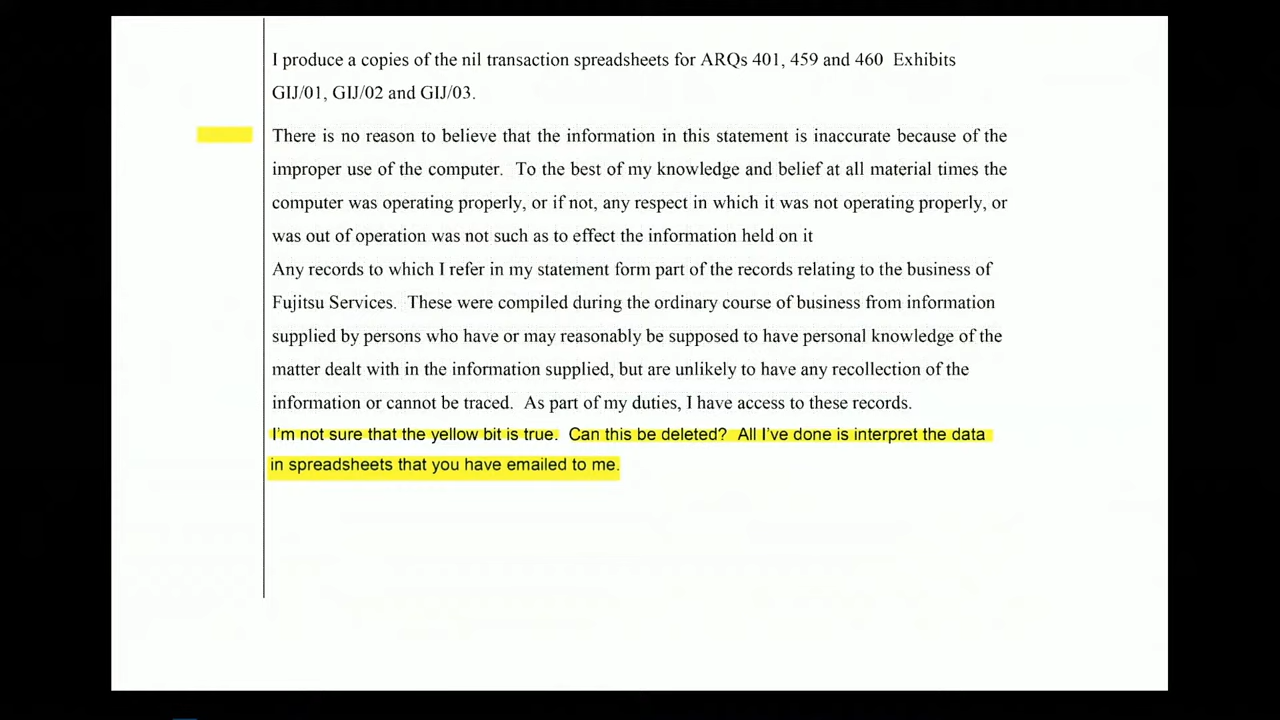 I produce a copies of the nil transaction spreadsheets for ARQs 401, 459 and 460 Exhibits
GIJ/01, GIJ/02 and GIJ/03.
There is no reason to believe that the information in this statement is inaccurate because of the
improper use of the computer. To the best of my knowledge and belief at all material times the
computer was operating properly, or if not, any respect in which it was not operating properly, or
was out of operation was not such as to effect the information held on it
Any records to which I refer in my statement form part of the records relating to the business of
Fujitsu Services. These were compiled during the ordinary course of business from information
supplied by persons who have or may reasonably be supposed to have personal knowledge of the
matter dealt with in the information supplied, but are unlikely to have any recollection of the
information or cannot be traced. As part of my duties, I have access to these records.
I'm not sure that the yellow bit is true. Can this be deleted? All I've done is interpret the data
in spreadsheets that you have emailed to me.